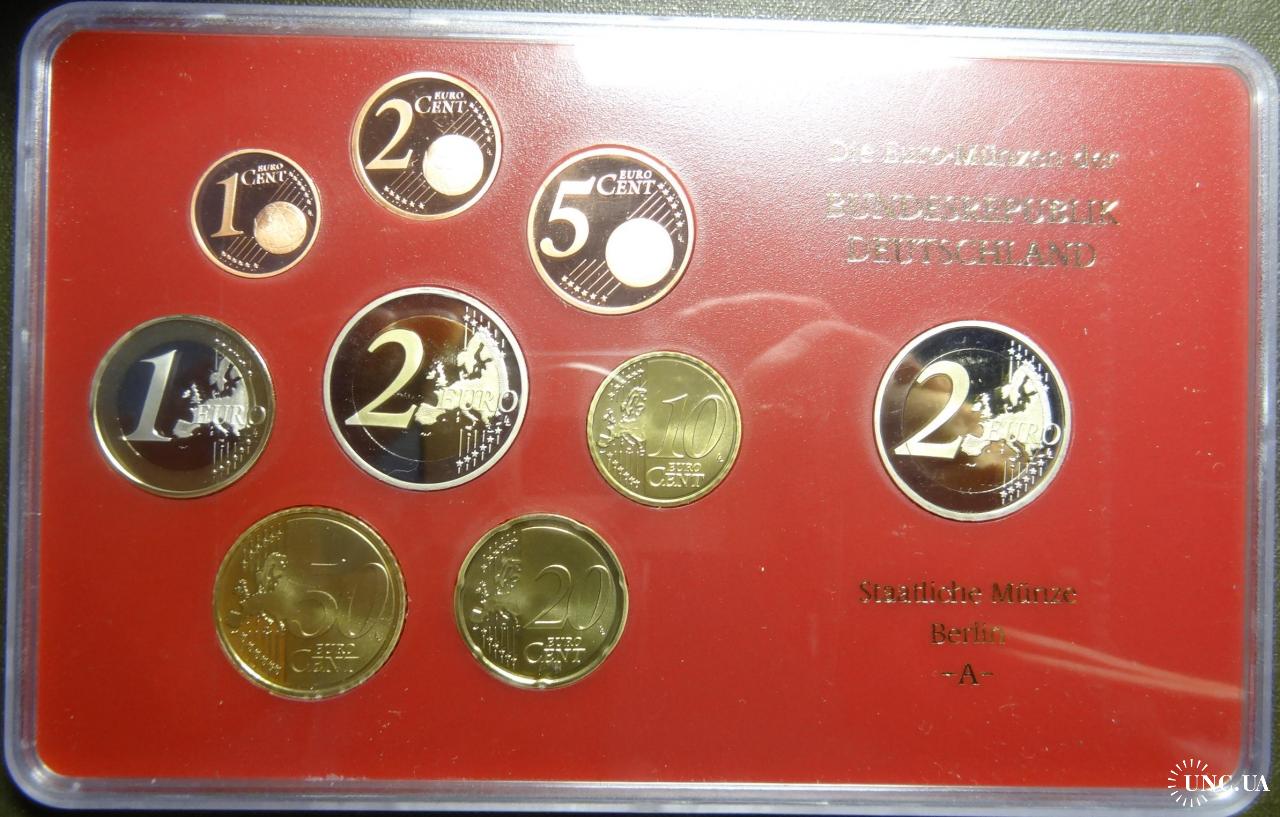 2 EURO CENT
1 EURO CENT
5 EURO CENT
Die Euro-Münzen der
BUNDESREPUBLIK
DEUTSCHLAND
1 EURO
2 EURO
10 EURO CENT
2 EURO
50 EURO CENT
20 EURO CENT
Staatliche Münze
Berlin
-A-
UNC.UA